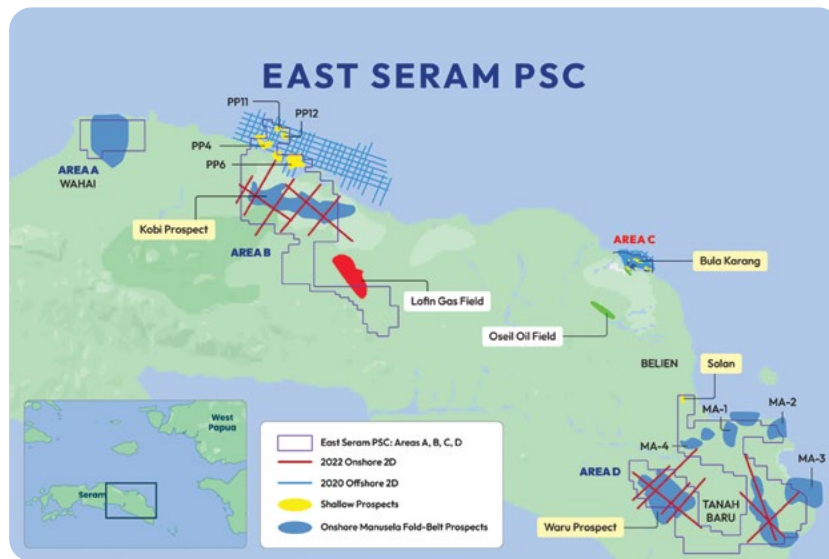 EAST SERAM PSC
PP11
PP12
PP4
PP6
AREA A
WAHAI
Kobi Prospect
AREA B
Lofin Gas Field
AREA C
Bula Karang
Oseil Oil Field
BELIEN
Solan
MA-1
MA-2
MA-4
MA-3
AREA D
TANAH
BARU
Waru Prospect
West
Papua
Seram
East Seram PSC: Areas A, B, C, D
2022 Onshore 2D
2020 Offshore 2D
Shallow Prospects
Onshore Manusela Fold-Belt Prospects